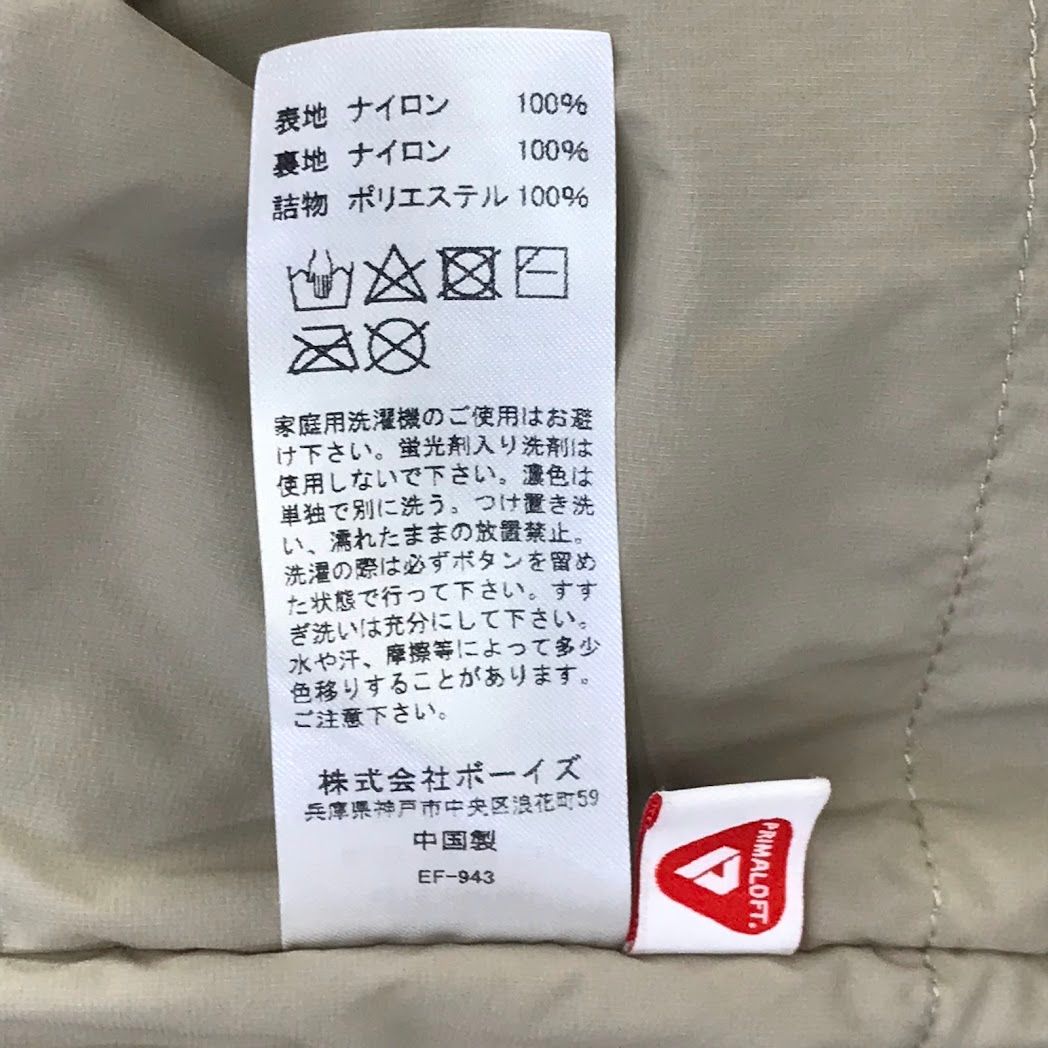 表地 ナイロン 100%
裏地 ナイロン 100%
詰物 ポリエステル 100%
家庭用洗濯機のご使用はお避
け下さい。蛍光剤入り洗剤は
使用しないで下さい。濃色は
単独で別に洗う。つけ置き洗
い、濡れたままの放置禁止。
洗濯の際は必ずボタンを留め
た状態で行って下さい。すす
ぎ洗いは充分にして下さい。
水や汗、摩擦等によって多少
色移りすることがあります。
ご注意下さい。
株式会社ボーイズ
兵庫県神戸市中央区浪花町59
中国製
EF-943
PRIMALOFT.